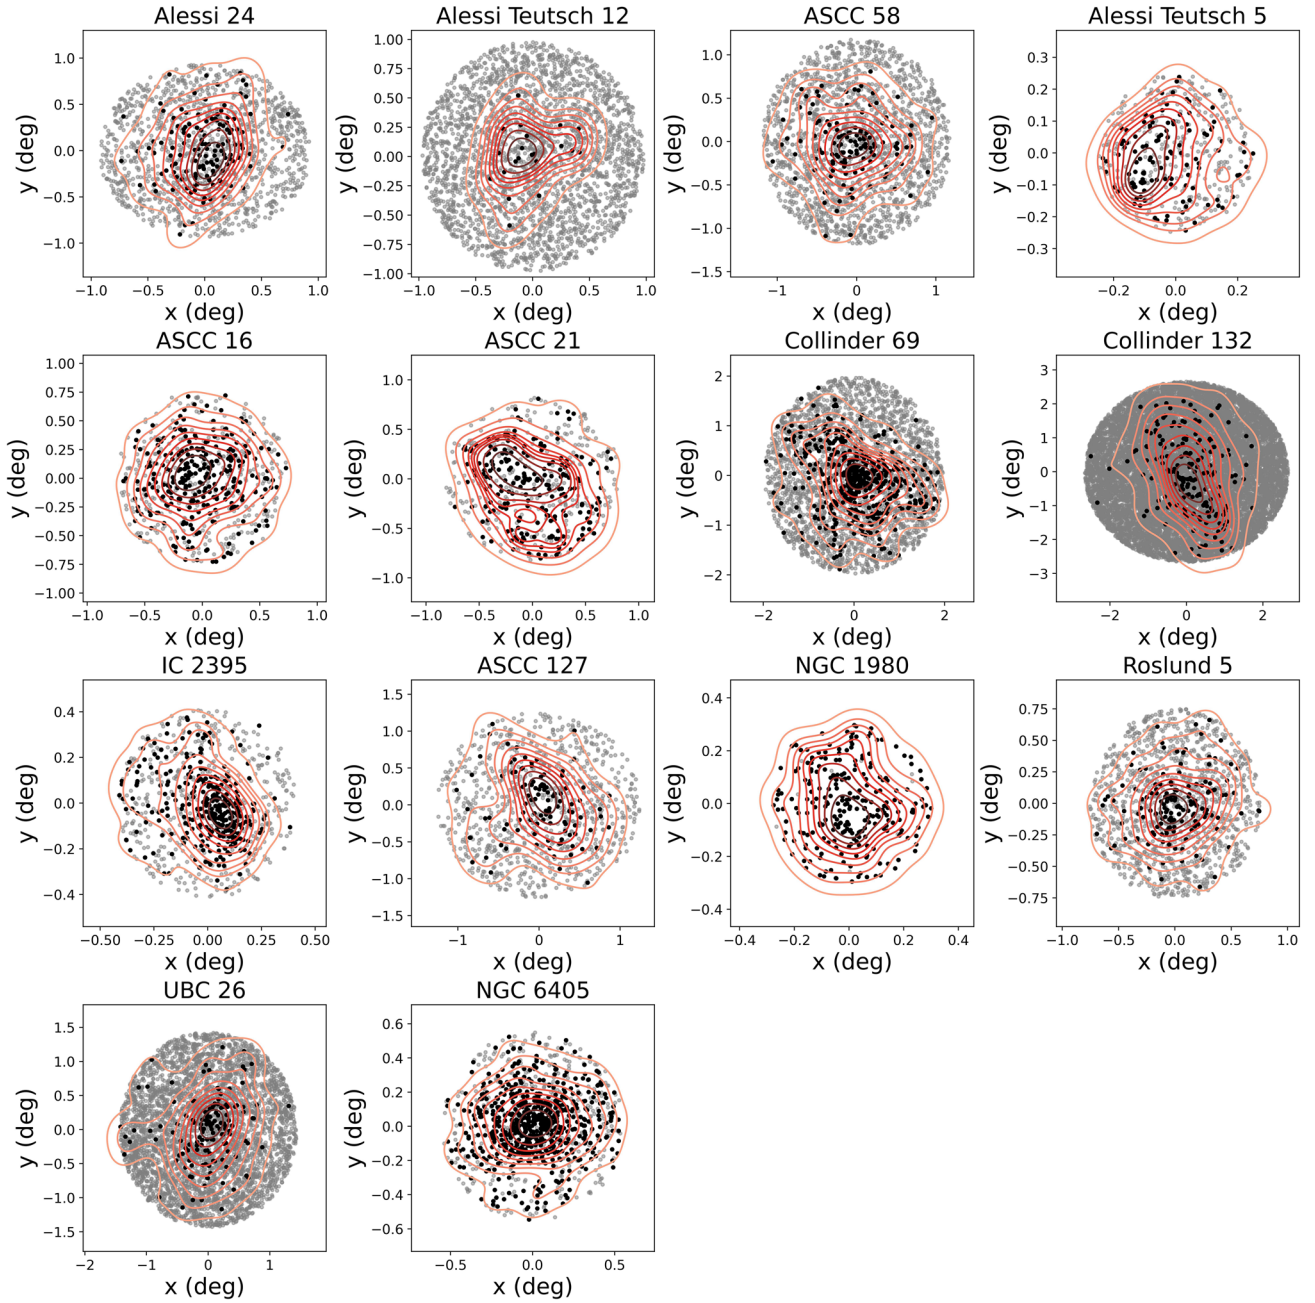 Alessi 24 Alessi Teutsch 12 ASCC 58 Alessi Teutsch 5
y (deg) 1.0 0.5 0.0 −0.5 −1.0
−1.0 −0.5 0.0 0.5 1.0
x (deg)
y (deg) 1.00 0.75 0.50 0.25 0.00 −0.25 −0.50 −0.75 −1.00
−1.0 −0.5 0.0 0.5 1.0
x (deg)
y (deg) 1.0 0.5 0.0 −0.5 −1.0 −1.5
−1 0 1
x (deg)
y (deg) 0.3 0.2 0.1 0.0 −0.1 −0.2 −0.3
−0.2 0.0 0.2
x (deg)
ASCC 16 ASCC 21 Collinder 69 Collinder 132
y (deg) 1.00 0.75 0.50 0.25 0.00 −0.25 −0.50 −0.75 −1.00
−1.0 −0.5 0.0 0.5 1.0
x (deg)
y (deg) 1.0 0.5 0.0 −0.5 −1.0
−1.0 −0.5 0.0 0.5 1.0
x (deg)
y (deg) 2 1 0 −1 −2
−2 0 2
x (deg)
y (deg) 3 2 1 0 −1 −2 −3
−2 0 2
x (deg)
IC 2395 ASCC 127 NGC 1980 Roslund 5
y (deg) 0.4 0.2 0.0 −0.2 −0.4
−0.50 −0.25 0.00 0.25 0.50
x (deg)
y (deg) 1.5 1.0 0.5 0.0 −0.5 −1.0 −1.5
−1 0 1
x (deg)
y (deg) 0.4 0.2 0.0 −0.2 −0.4
−0.4 −0.2 0.0 0.2 0.4
x (deg)
y (deg) 0.75 0.50 0.25 0.00 −0.25 −0.50 −0.75
−1.0 −0.5 0.0 0.5 1.0
x (deg)
UBC 26 NGC 6405
y (deg) 1.5 1.0 0.5 0.0 −0.5 −1.0 −1.5
−2 −1 0 1
x (deg)
y (deg) 0.6 0.4 0.2 0.0 −0.2 −0.4 −0.6
−0.5 0.0 0.5
x (deg)